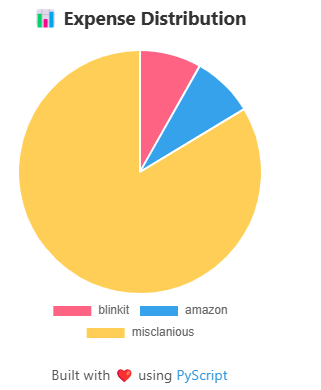 📊 Expense Distribution
blinkit amazon
misclanious
Built with ❤️ using PyScript